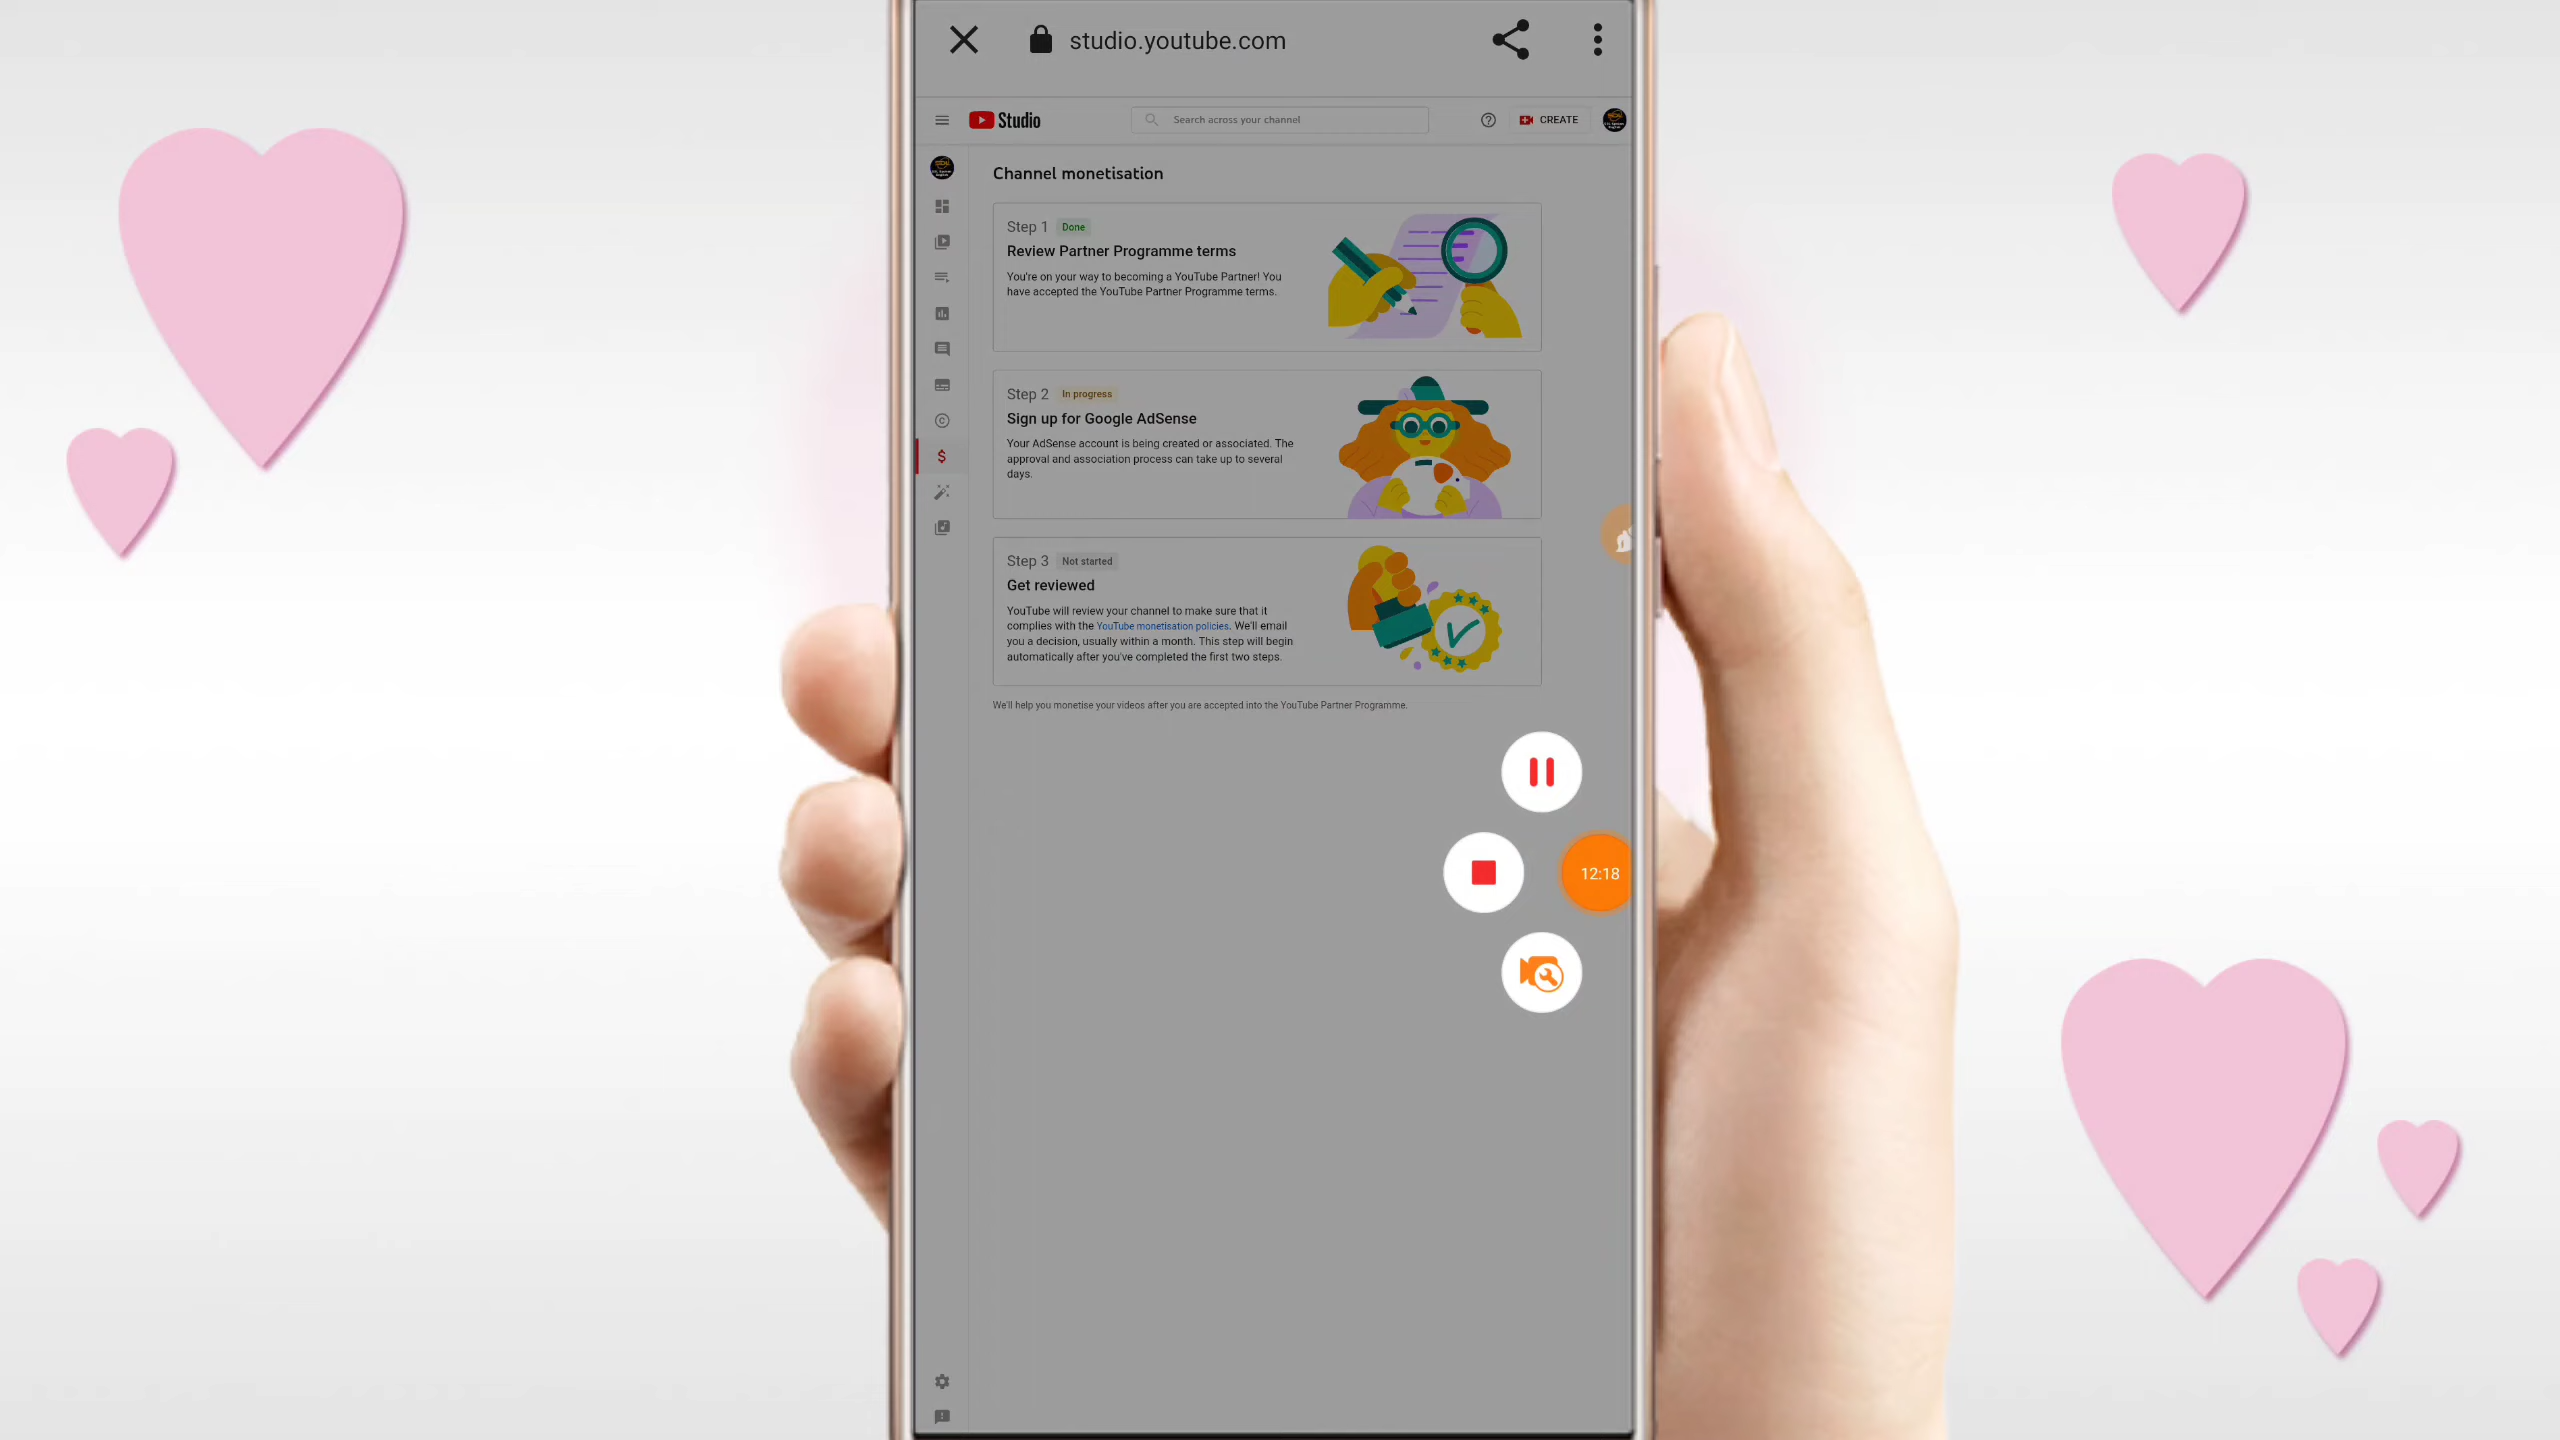 studio.youtube.com
Studio
Search across your channel
CREATE
Channel monetisation
Step 1 Done
Review Partner Programme terms
You're on your way to becoming a YouTube Partner! You
have accepted the YouTube Partner Programme terms.
Step 2 In progress
Sign up for Google AdSense
Your AdSense account is being created or associated. The
approval and association process can take up to several
days.
Step 3 Not started
Get reviewed
YouTube will review your channel to make sure that it
complies with the YouTube monetisation policies. We'll email
you a decision, usually within a month. This step will begin
automatically after you've completed the first two steps.
We'll help you monetise your videos after you are accepted into the YouTube Partner Programme.
12:18